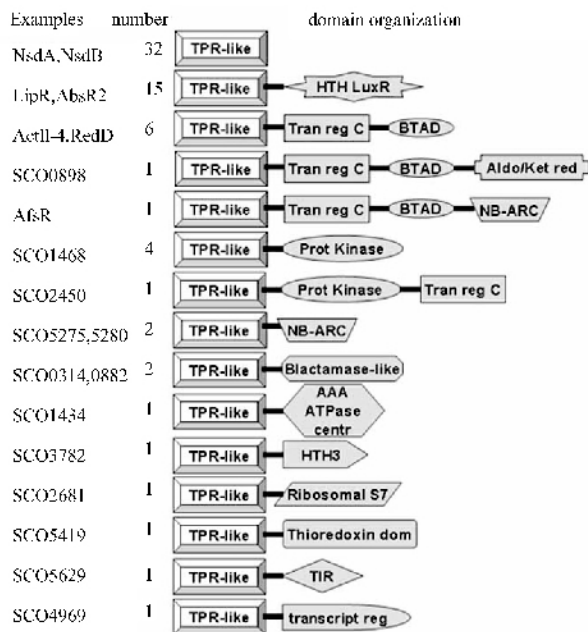 Examples number domain organization
NsdA,NsdB 32 TPR-like
LipR,AbsR2 15 TPR-like HTH LuxR
ActII-4.RedD 6 TPR-like Tran reg C BTAD
SCO0898 1 TPR-like Tran reg C BTAD Aldo/Ket red
AfsR 1 TPR-like Tran reg C BTAD NB-ARC
SCO1468 4 TPR-like Prot Kinase
SCO2450 1 TPR-like Prot Kinase Tran reg C
SCO5275,5280 2 TPR-like NB-ARC
SCO0314,0882 2 TPR-like Blactamase-like
SCO1434 1 TPR-like AAA
ATPase
centr
SCO3782 1 TPR-like HTH3
SCO2681 1 TPR-like Ribosomal S7
SCO5419 1 TPR-like Thioredoxin dom
SCO5629 1 TPR-like TIR
SCO4969 1 TPR-like transcript reg